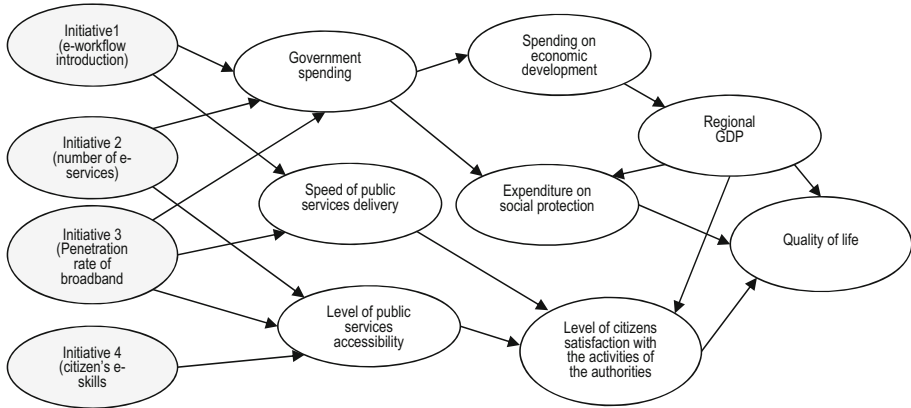 Initiative1
(e-workflow
introduction)
Government
spending
Spending on
economic
development
Initiative 2
(number of e-
services)
Regional
GDP
Speed of public
services delivery
Expenditure on
social protection
Initiative 3
(Penetration
rate of
broadband
Quality of life
Level of public
services
accessibility
Level of citizens
satisfaction with
the activities of
the authorities
Initiative 4
(citizen's e-
skills